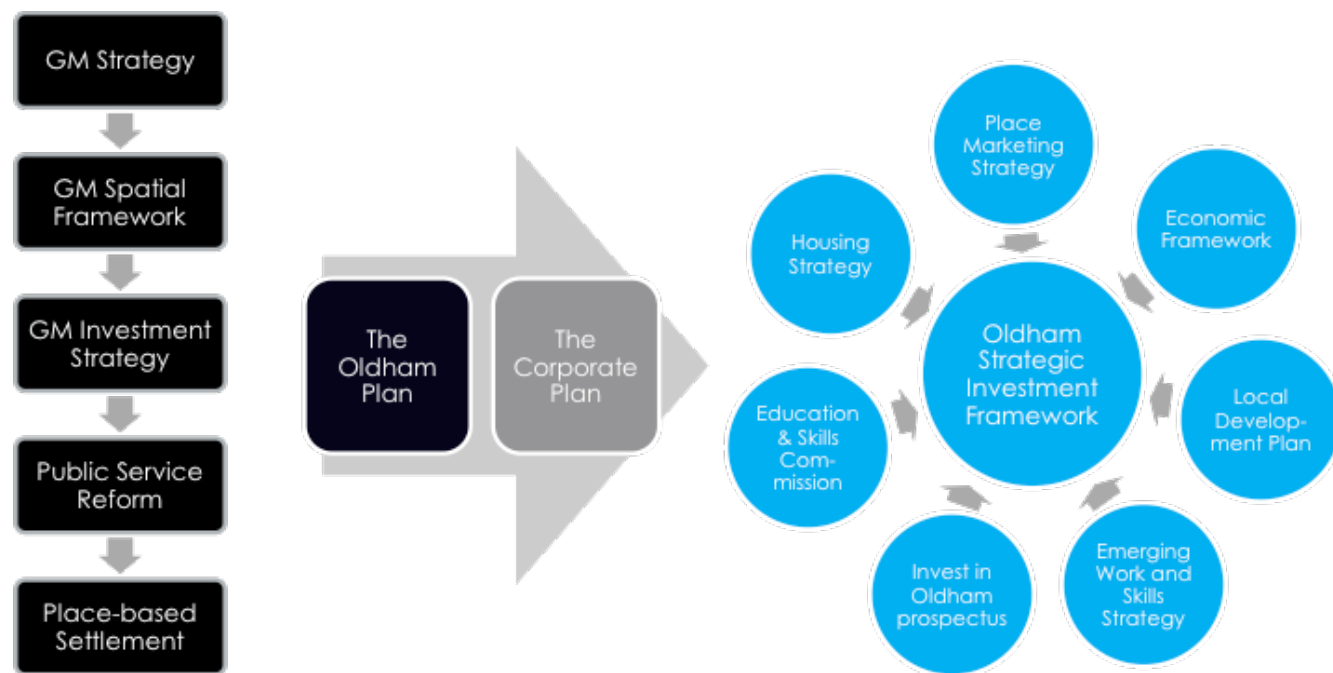 GM Strategy
GM Spatial
Framework
GM Investment
Strategy
Public Service
Reform
Place-based
Settlement
The
Oldham
Plan
The
Corporate
Plan
Place
Marketing
Strategy
Economic
Framework
Local
Develop-
ment Plan
Emerging
Work and
Skills
Strategy
Invest in
Oldham
prospectus
Education
& Skills
Com-
mission
Housing
Strategy
Oldham
Strategic
Investment
Framework